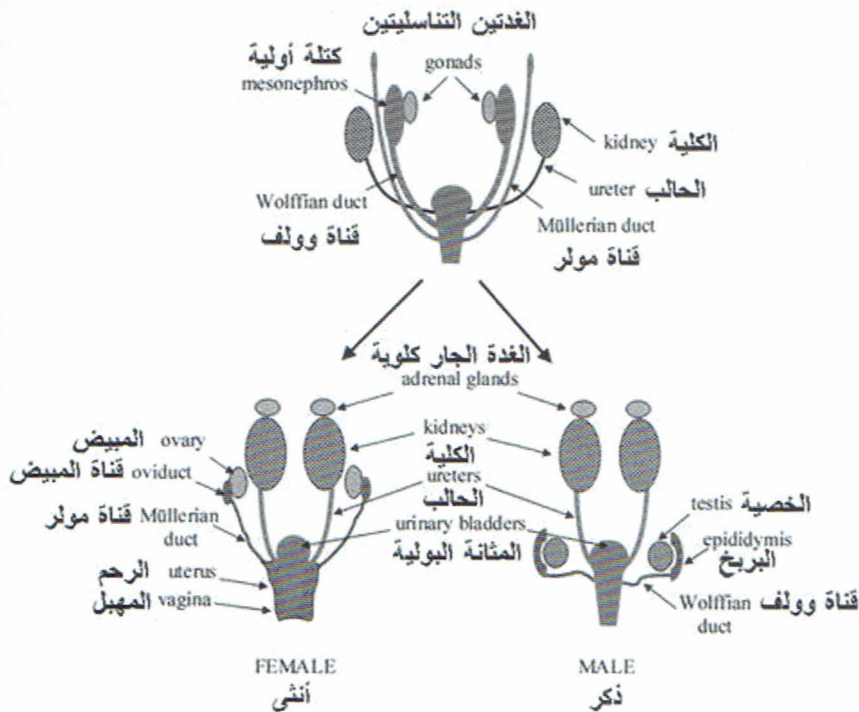 الغدتين التناسليتين
gonads
كتلة أولية
mesonephros
kidney الكلية
ureter الحالب
Wolffian duct
قناة وولف
Müllerian duct
قناة مولر
الغدة الجار كلوية
adrenal glands
kidneys
الكلية
ureters
الحالب
urinary bladders
المثانة البولية
المبيض ovary
قناة المبيض oviduct
قناة مولر Müllerian
duct
الرحم uterus
المهبل vagina
testis الخصية
epididymis
البربخ
Wolffian قناة وولف
duct
FEMALE
أنثى
MALE
ذكر